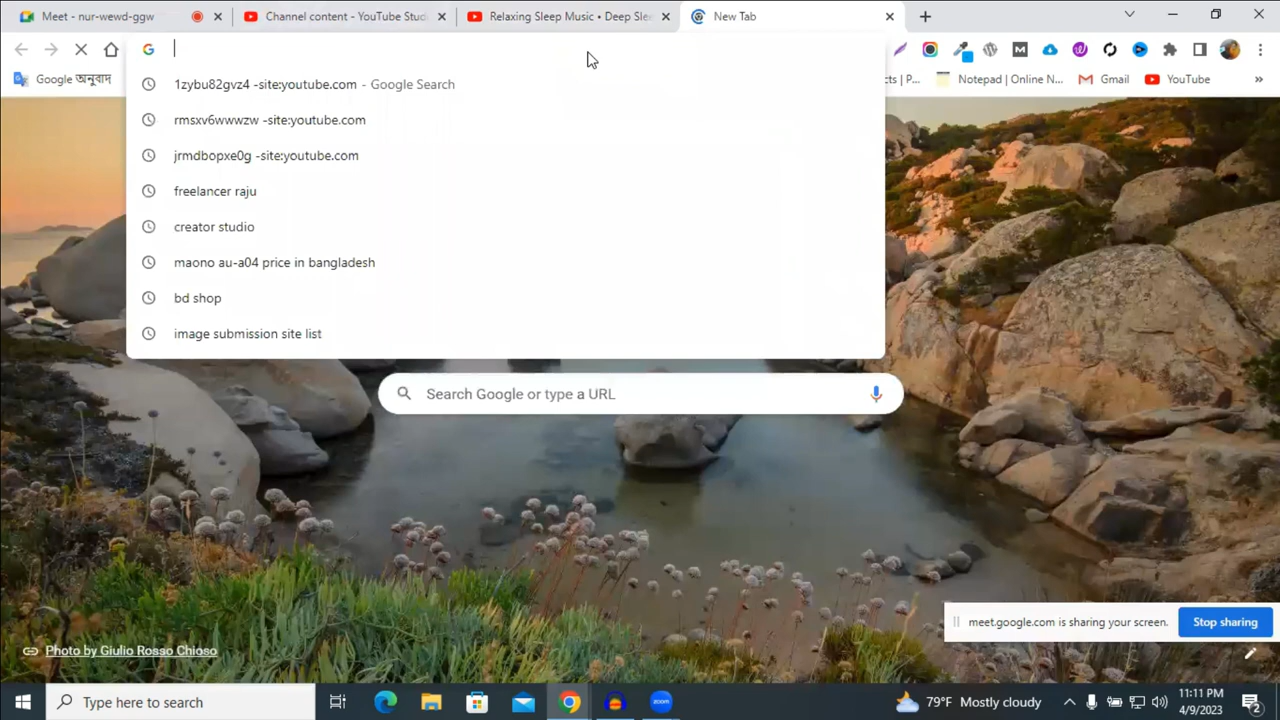 Meet - nur-wewd-ggw
Channel content - YouTube Stud
Relaxing Sleep Music • Deep Slee
New Tab
Google অনুবাদ
cts | P...
Notepad | Online N...
Gmail
YouTube
1zybu82gvz4 -site:youtube.com - Google Search
rmsxv6wwwzw -site:youtube.com
jrmdbopxe0g -site:youtube.com
freelancer raju
creator studio
maono au-a04 price in bangladesh
bd shop
image submission site list
Search Google or type a URL
meet.google.com is sharing your screen.
Stop sharing
Photo by Giulio Rosso Chioso
Type here to search
zoom
79°F Mostly cloudy
11:11 PM
4/9/2023
2